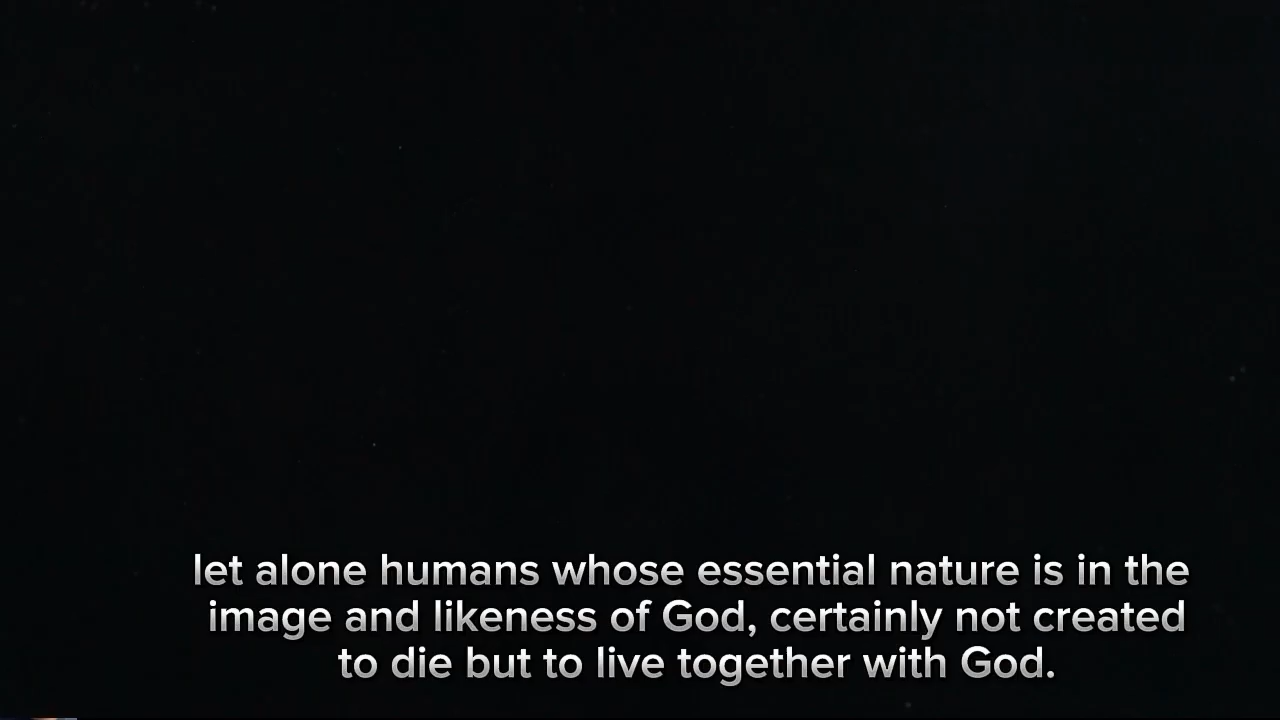 let alone humans whose essential nature is in the
image and likeness of God, certainly not created
to die but to live together with God.